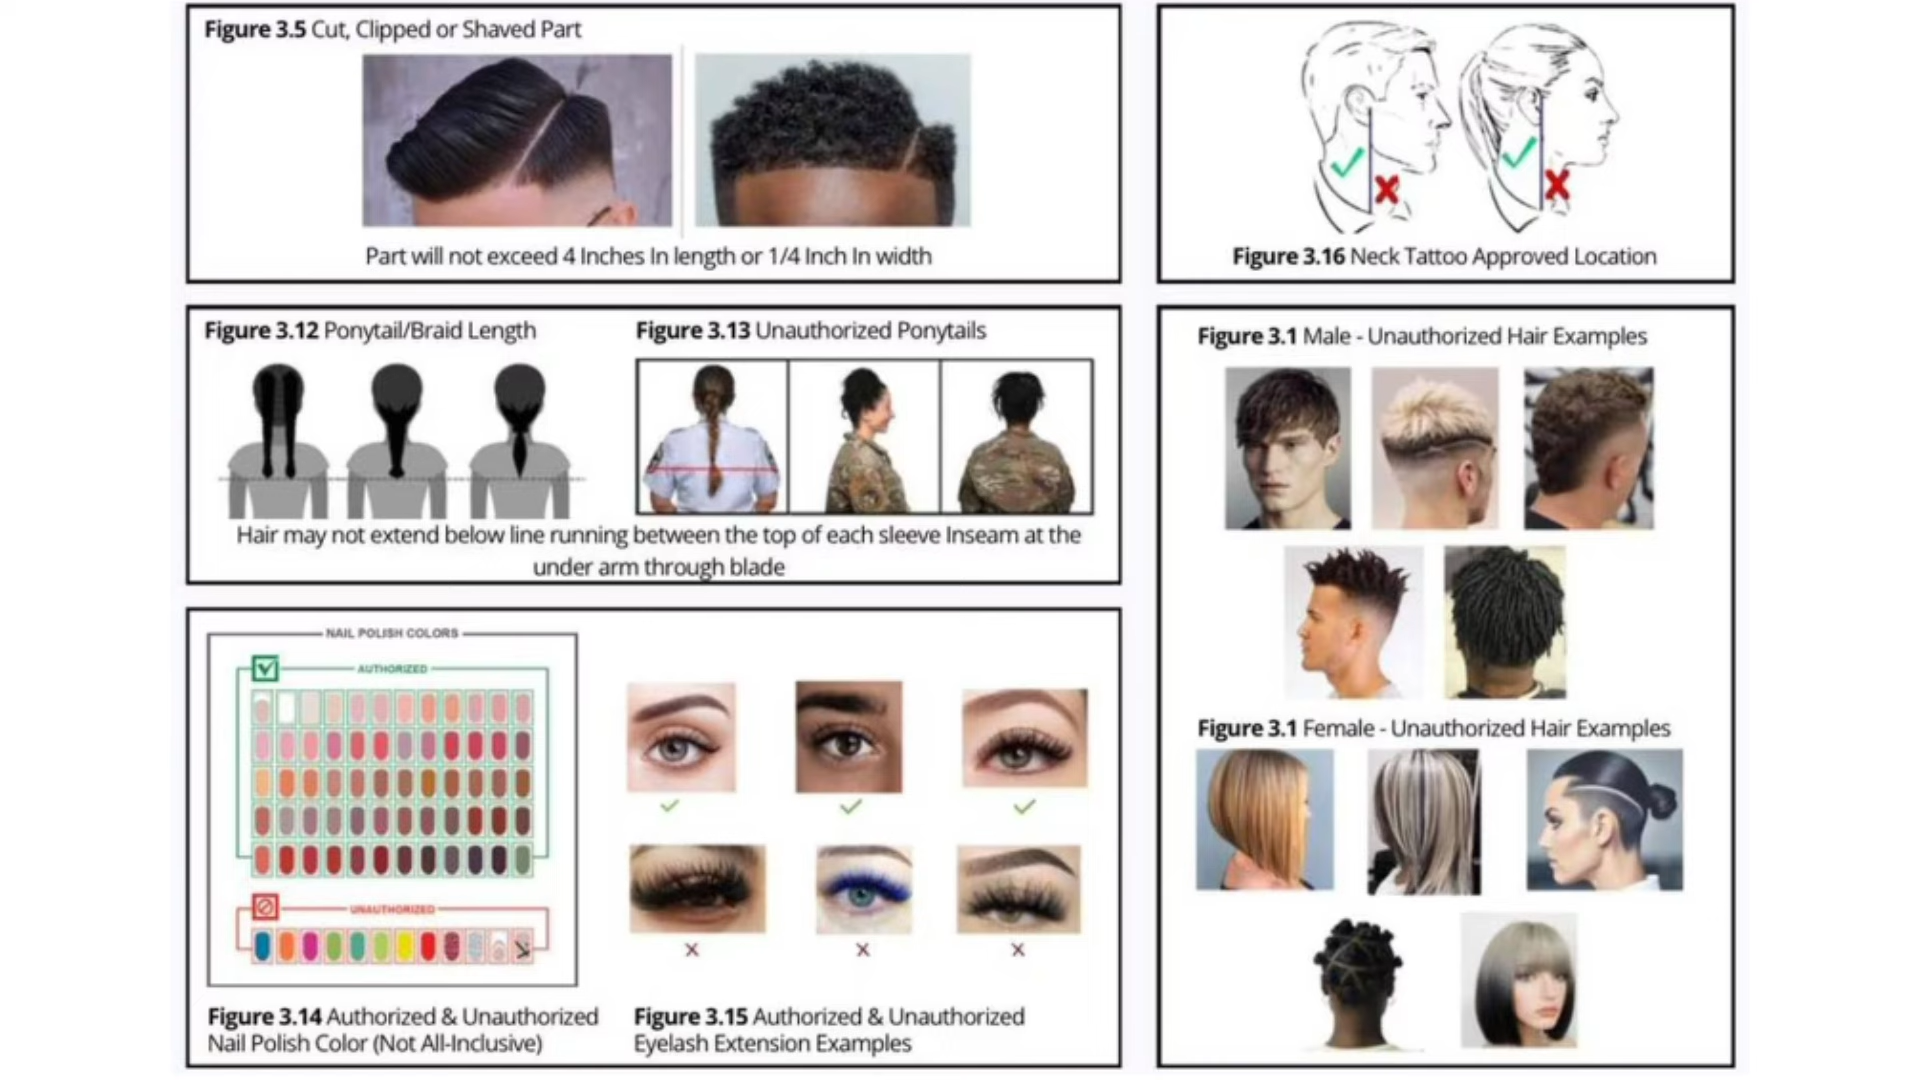 Figure 3.5 Cut, Clipped or Shaved Part
Part will not exceed 4 Inches In length or 1/4 Inch In width
Figure 3.12 Ponytail/Braid Length
Figure 3.13 Unauthorized Ponytails
Hair may not extend below line running between the top of each sleeve Inseam at the
under arm through blade
NAIL POLISH COLORS
AUTHORIZED
UNAUTHORIZED
Figure 3.14 Authorized & Unauthorized
Nail Polish Color (Not All-Inclusive)
Figure 3.15 Authorized & Unauthorized
Eyelash Extension Examples
Figure 3.16 Neck Tattoo Approved Location
Figure 3.1 Male - Unauthorized Hair Examples
Figure 3.1 Female - Unauthorized Hair Examples